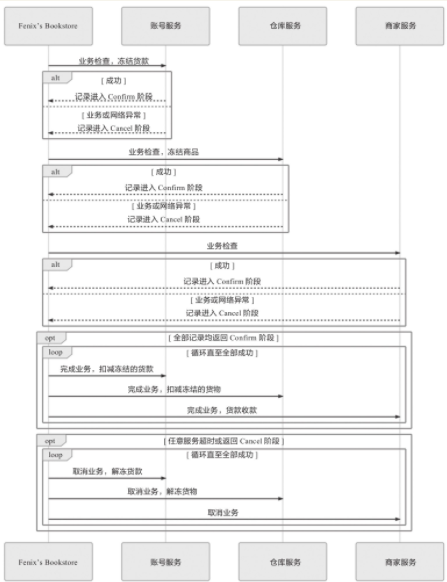 Fenix's Bookstore 账号服务 仓库服务 商家服务
业务检查，冻结货款
alt [ 成功 ]
记录进入 Confirm 阶段
[ 业务或网络异常 ]
记录进入 Cancel 阶段
业务检查，冻结商品
alt [ 成功 ]
记录进入 Confirm 阶段
[ 业务或网络异常 ]
记录进入 Cancel 阶段
业务检查
alt [ 成功 ]
记录进入 Confirm 阶段
[ 业务或网络异常 ]
记录进入 Cancel 阶段
opt [ 全部记录均返回 Confirm 阶段 ]
loop [ 循环直至全部成功 ]
完成业务，扣减冻结的货款
完成业务，扣减冻结的货物
完成业务，货款收款
opt [ 任意服务超时或返回 Cancel 阶段 ]
loop [ 循环直至全部成功 ]
取消业务，解冻货款
取消业务，解冻货物
取消业务
Fenix's Bookstore 账号服务 仓库服务 商家服务